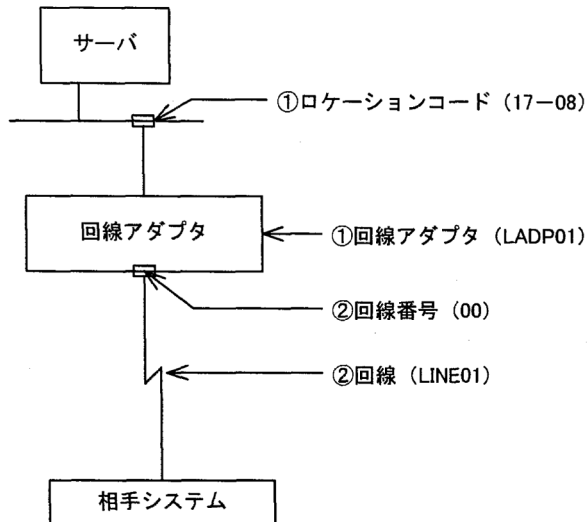 サーバ
①ロケーションコード（17－08）
回線アダプタ
①回線アダプタ（LADP01）
②回線番号（00）
②回線（LINE01）
相手システム